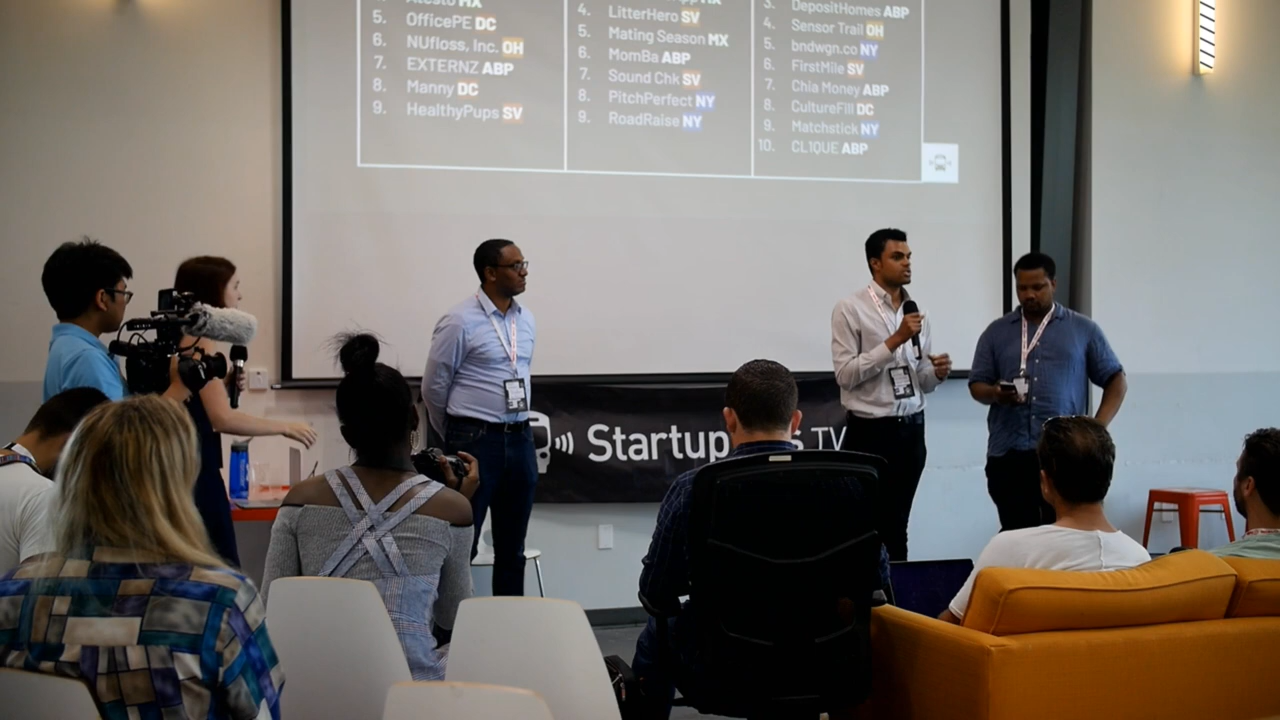 MX
5. OfficePE DC
6. NUfloss, Inc. OH
7. EXTERNZ ABP
8. Manny DC
9. HealthyPups SV
4. LitterHero SV
5. Mating Season MX
6. MomBa ABP
7. Sound Chk SV
8. PitchPerfect NY
9. RoadRaise NY
3. DepositHomes ABP
4. Sensor Trail OH
5. bndwgn.co NY
6. FirstMile SV
7. Chia Money ABP
8. CultureFill DC
9. Matchstick NY
10. CL1QUE ABP
Startup TV